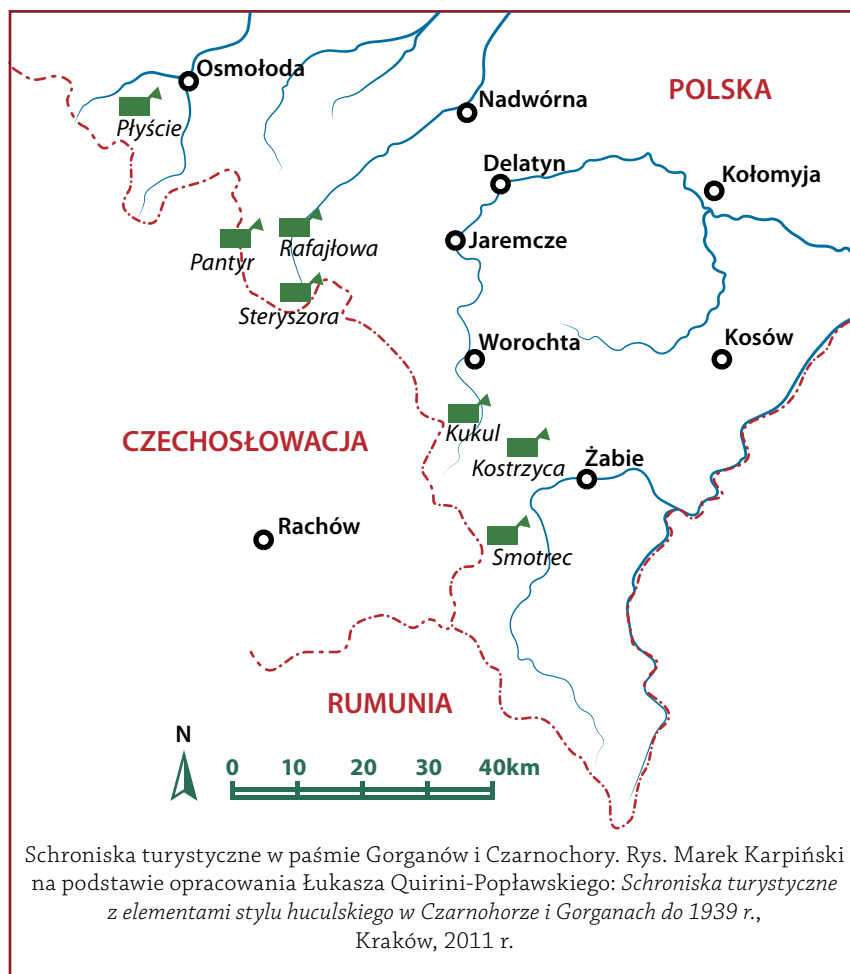 Osmołoda
Płyście
Nadwórna
POLSKA
Delatyn
Kołomyja
Rafajłowa
Pantyr
Jaremcze
Steryszora
Worochta
Kosów
CZECHOSŁOWACJA
Kukul
Kostrzyca
Żabie
Rachów
Smotrec
RUMUNIA
N
0 10 20 30 40km
Schroniska turystyczne w paśmie Gorganów i Czarnochory. Rys. Marek Karpiński
na podstawie opracowania Łukasza Quirini-Popławskiego: Schroniska turystyczne
z elementami stylu huculskiego w Czarnohorze i Gorganach do 1939 r.,
Kraków, 2011 r.